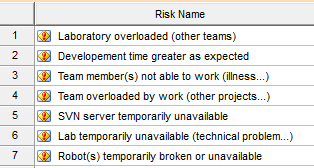 Risk Name
1 Laboratory overloaded (other teams)
2 Developement time greater as expected
3 Team member(s) not able to work (illness...)
4 Team overloaded by work (other projects...)
5 SVN server temporarily unavailable
6 Lab temporarily unavailable (technical problem...)
7 Robot(s) temporarily broken or unavailable